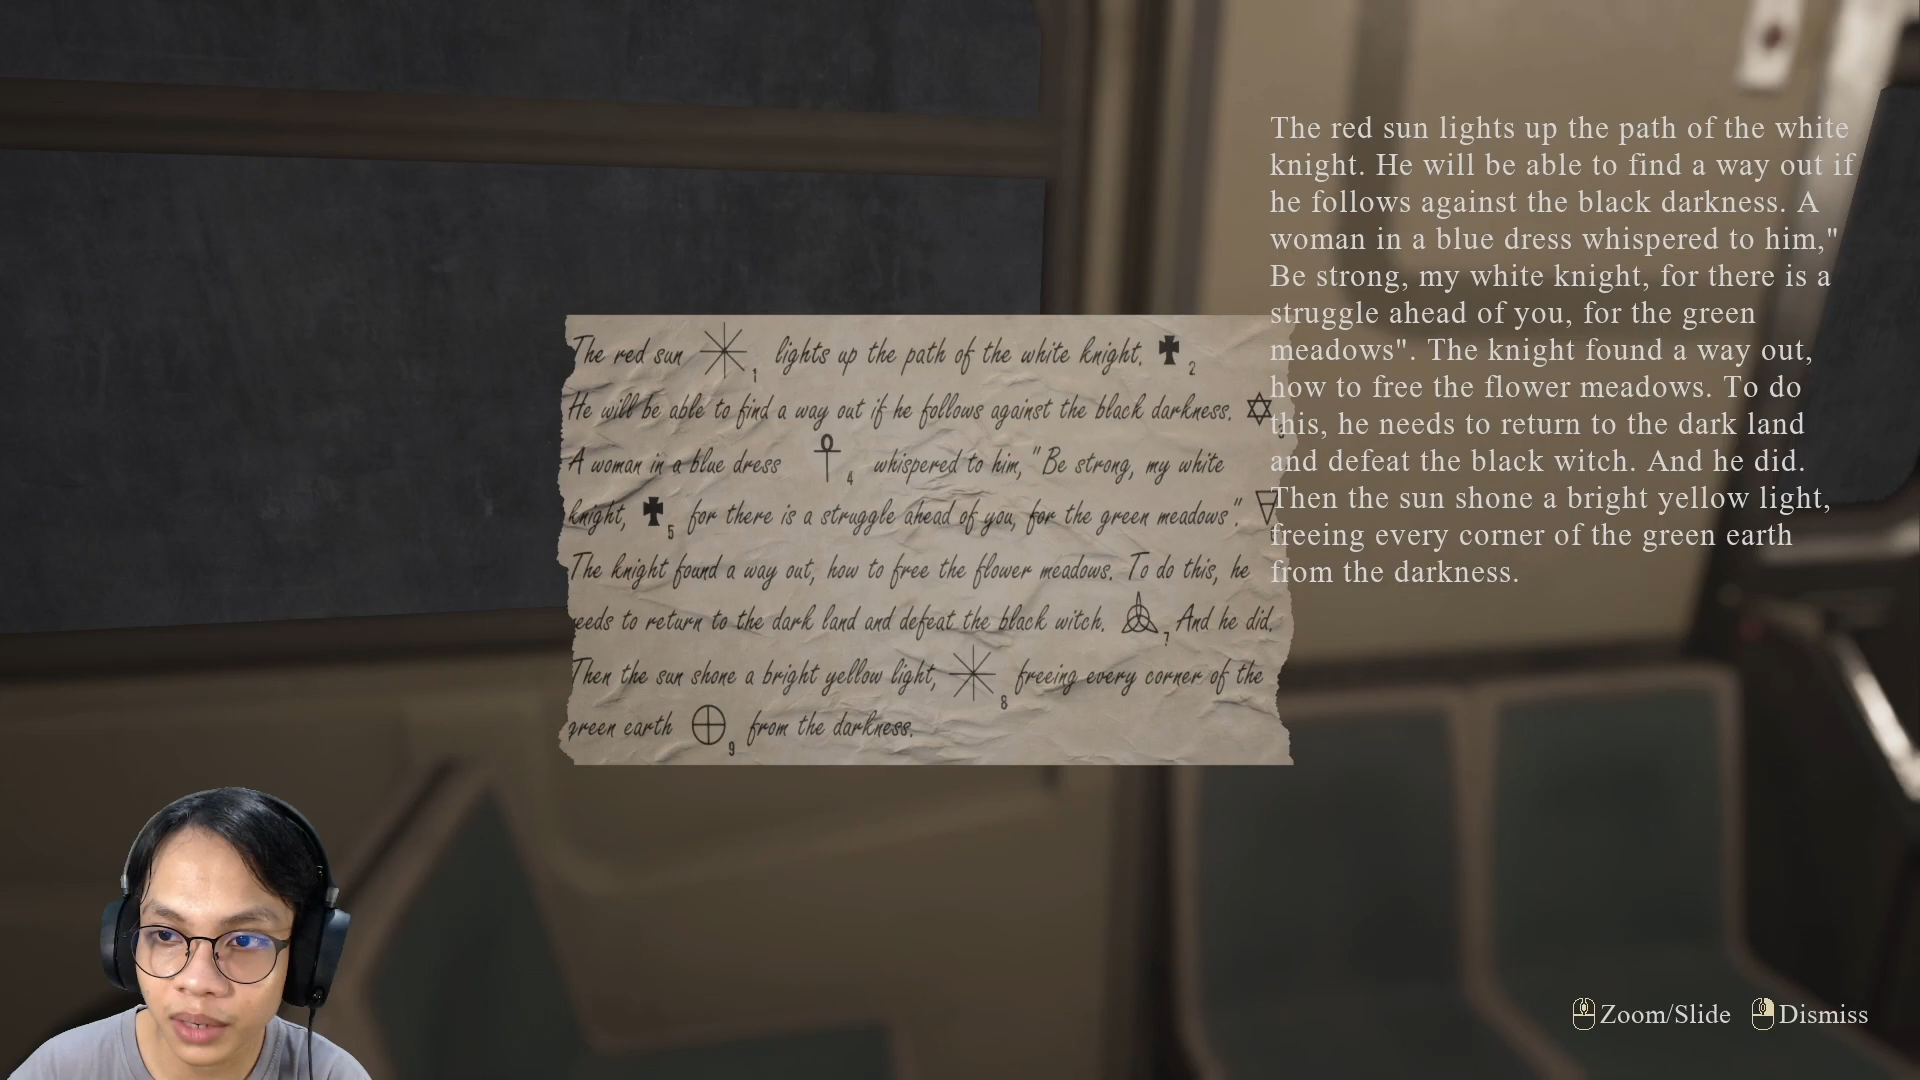 The red sun 1 lights up the path of the white knight. 2
He will be able to find a way out if he follows against the black darkness.
A woman in a blue dress 4 whispered to him, "Be strong, my white
knight, 5 for there is a struggle ahead of you, for the green meadows".
The knight found a way out, how to free the flower meadows. To do this, he
eeds to return to the dark land and defeat the black witch. 7 And he did.
Then the sun shone a bright yellow light, 8 freeing every corner of the
green earth 9 from the darkness.
The red sun lights up the path of the white
knight. He will be able to find a way out if
he follows against the black darkness. A
woman in a blue dress whispered to him,"
Be strong, my white knight, for there is a
struggle ahead of you, for the green
meadows". The knight found a way out,
how to free the flower meadows. To do
this, he needs to return to the dark land
and defeat the black witch. And he did.
Then the sun shone a bright yellow light,
freeing every corner of the green earth
from the darkness.
Zoom/Slide Dismiss